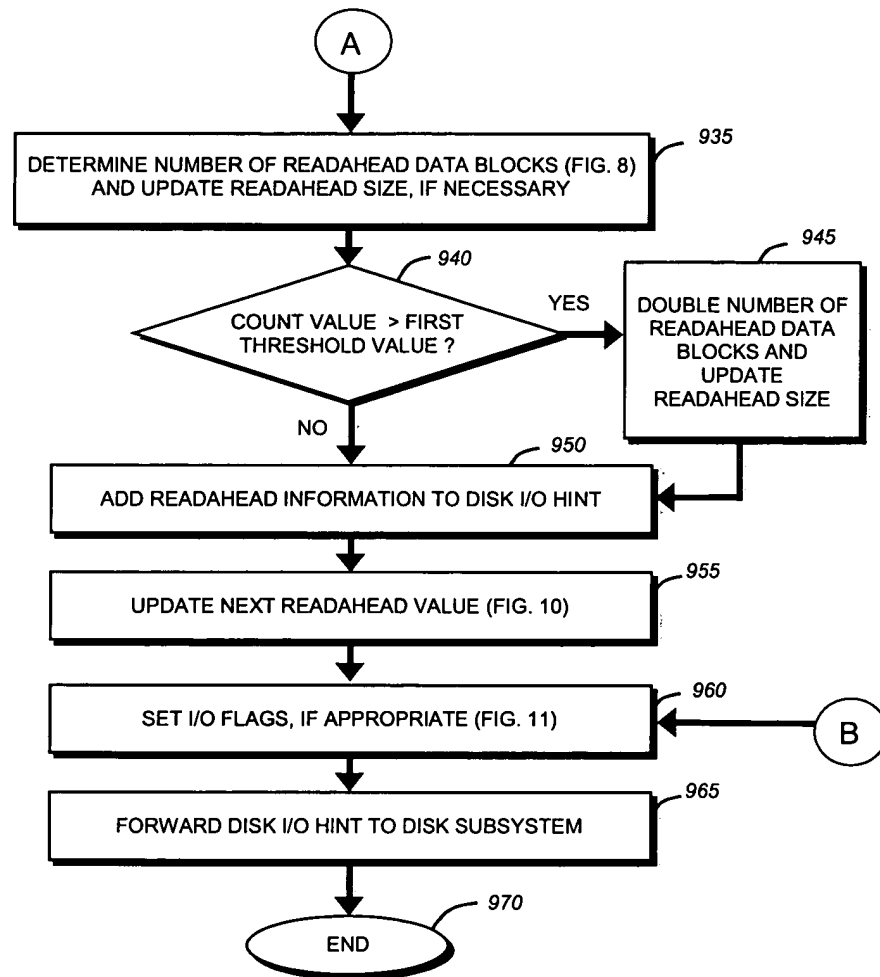 A
935
DETERMINE NUMBER OF READAHEAD DATA BLOCKS (FIG. 8)
AND UPDATE READAHEAD SIZE, IF NECESSARY
940
COUNT VALUE > FIRST
THRESHOLD VALUE ?
YES
945
DOUBLE NUMBER OF
READAHEAD DATA
BLOCKS AND
UPDATE
READAHEAD SIZE
NO
950
ADD READAHEAD INFORMATION TO DISK I/O HINT
955
UPDATE NEXT READAHEAD VALUE (FIG. 10)
960
SET I/O FLAGS, IF APPROPRIATE (FIG. 11)
B
965
FORWARD DISK I/O HINT TO DISK SUBSYSTEM
970
END